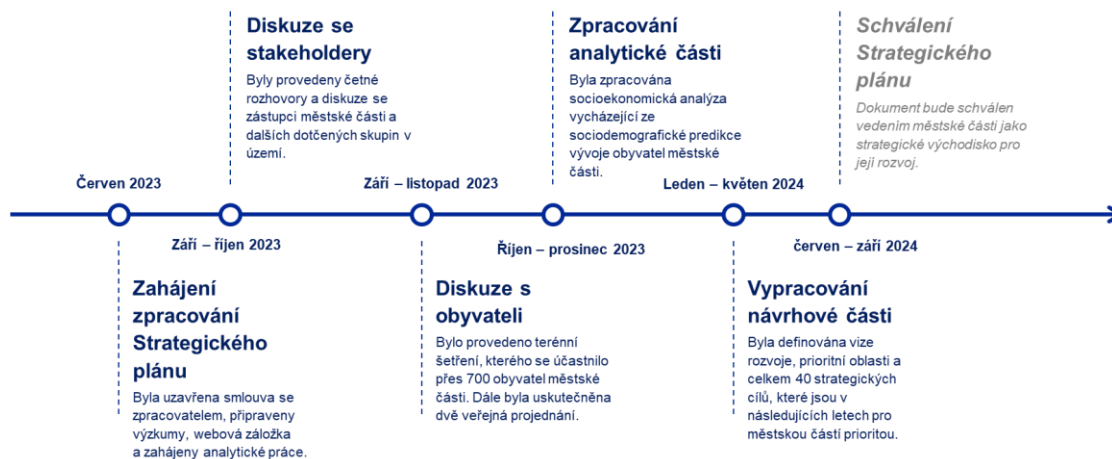 Diskuze se
stakeholdery
Byly provedeny četné
rozhovory a diskuze se
zástupci městské části a
dalších dotčených skupin v
území.
Zpracování
analytické části
Byla zpracována
socioekonomická analýza
vycházející ze
sociodemografické predikce
vývoje obyvatel městské
části.
Schválení
Strategického
plánu
Dokument bude schválen
vedením městské části jako
strategické východisko pro
její rozvoj.
Červen 2023
Září – listopad 2023
Leden – květen 2024
Září – říjen 2023
Říjen – prosinec 2023
červen – září 2024
Zahájení
zpracování
Strategického
plánu
Byla uzavřena smlouva se
zpracovatelem, připraveny
výzkumy, webová záložka
a zahájeny analytické práce.
Diskuze s
obyvateli
Bylo provedeno terénní
šetření, kterého se účastnilo
přes 700 obyvatel městské
části. Dále byla uskutečněna
dvě veřejná projednání.
Vypracování
návrhové části
Byla definována vize
rozvoje, prioritní oblasti a
celkem 40 strategických
cílů, které jsou v
následujících letech pro
městskou částí prioritou.